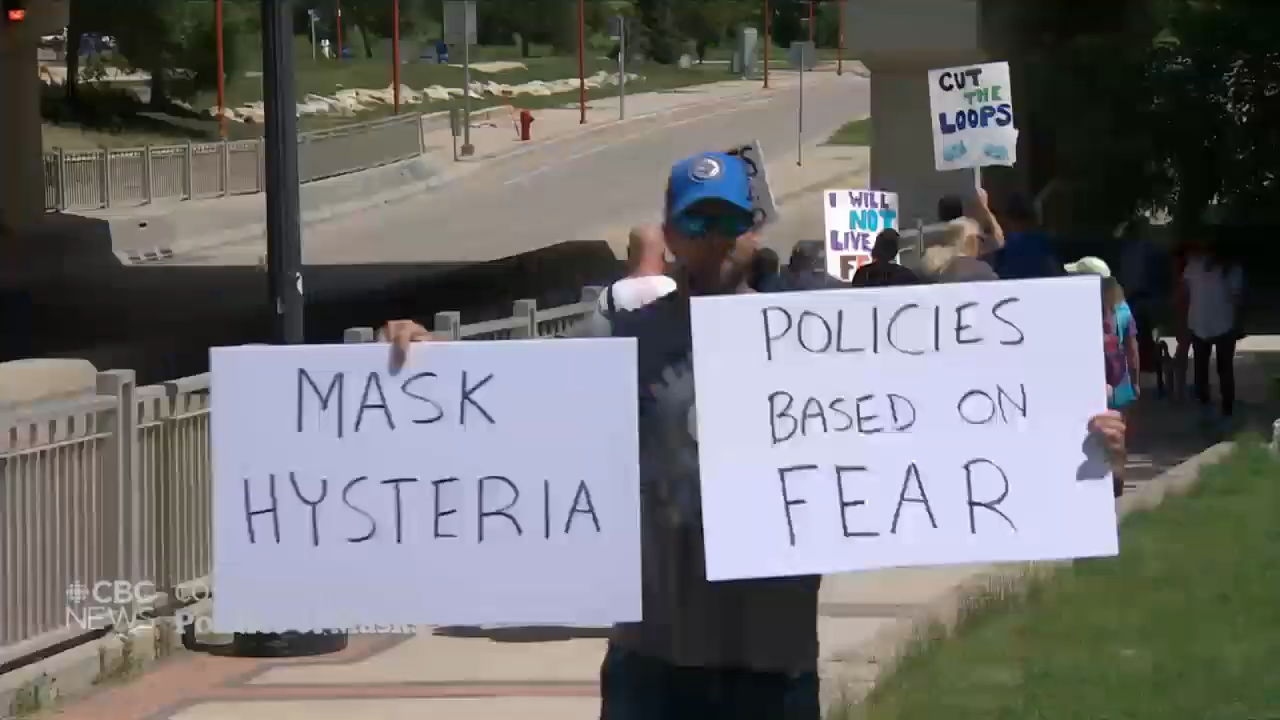 CUT
THE
LOOPS
I WILL
NOT
LIVE
MASK
HYSTERIA
POLICIES
BASED ON
FEAR
CBC
NEWS